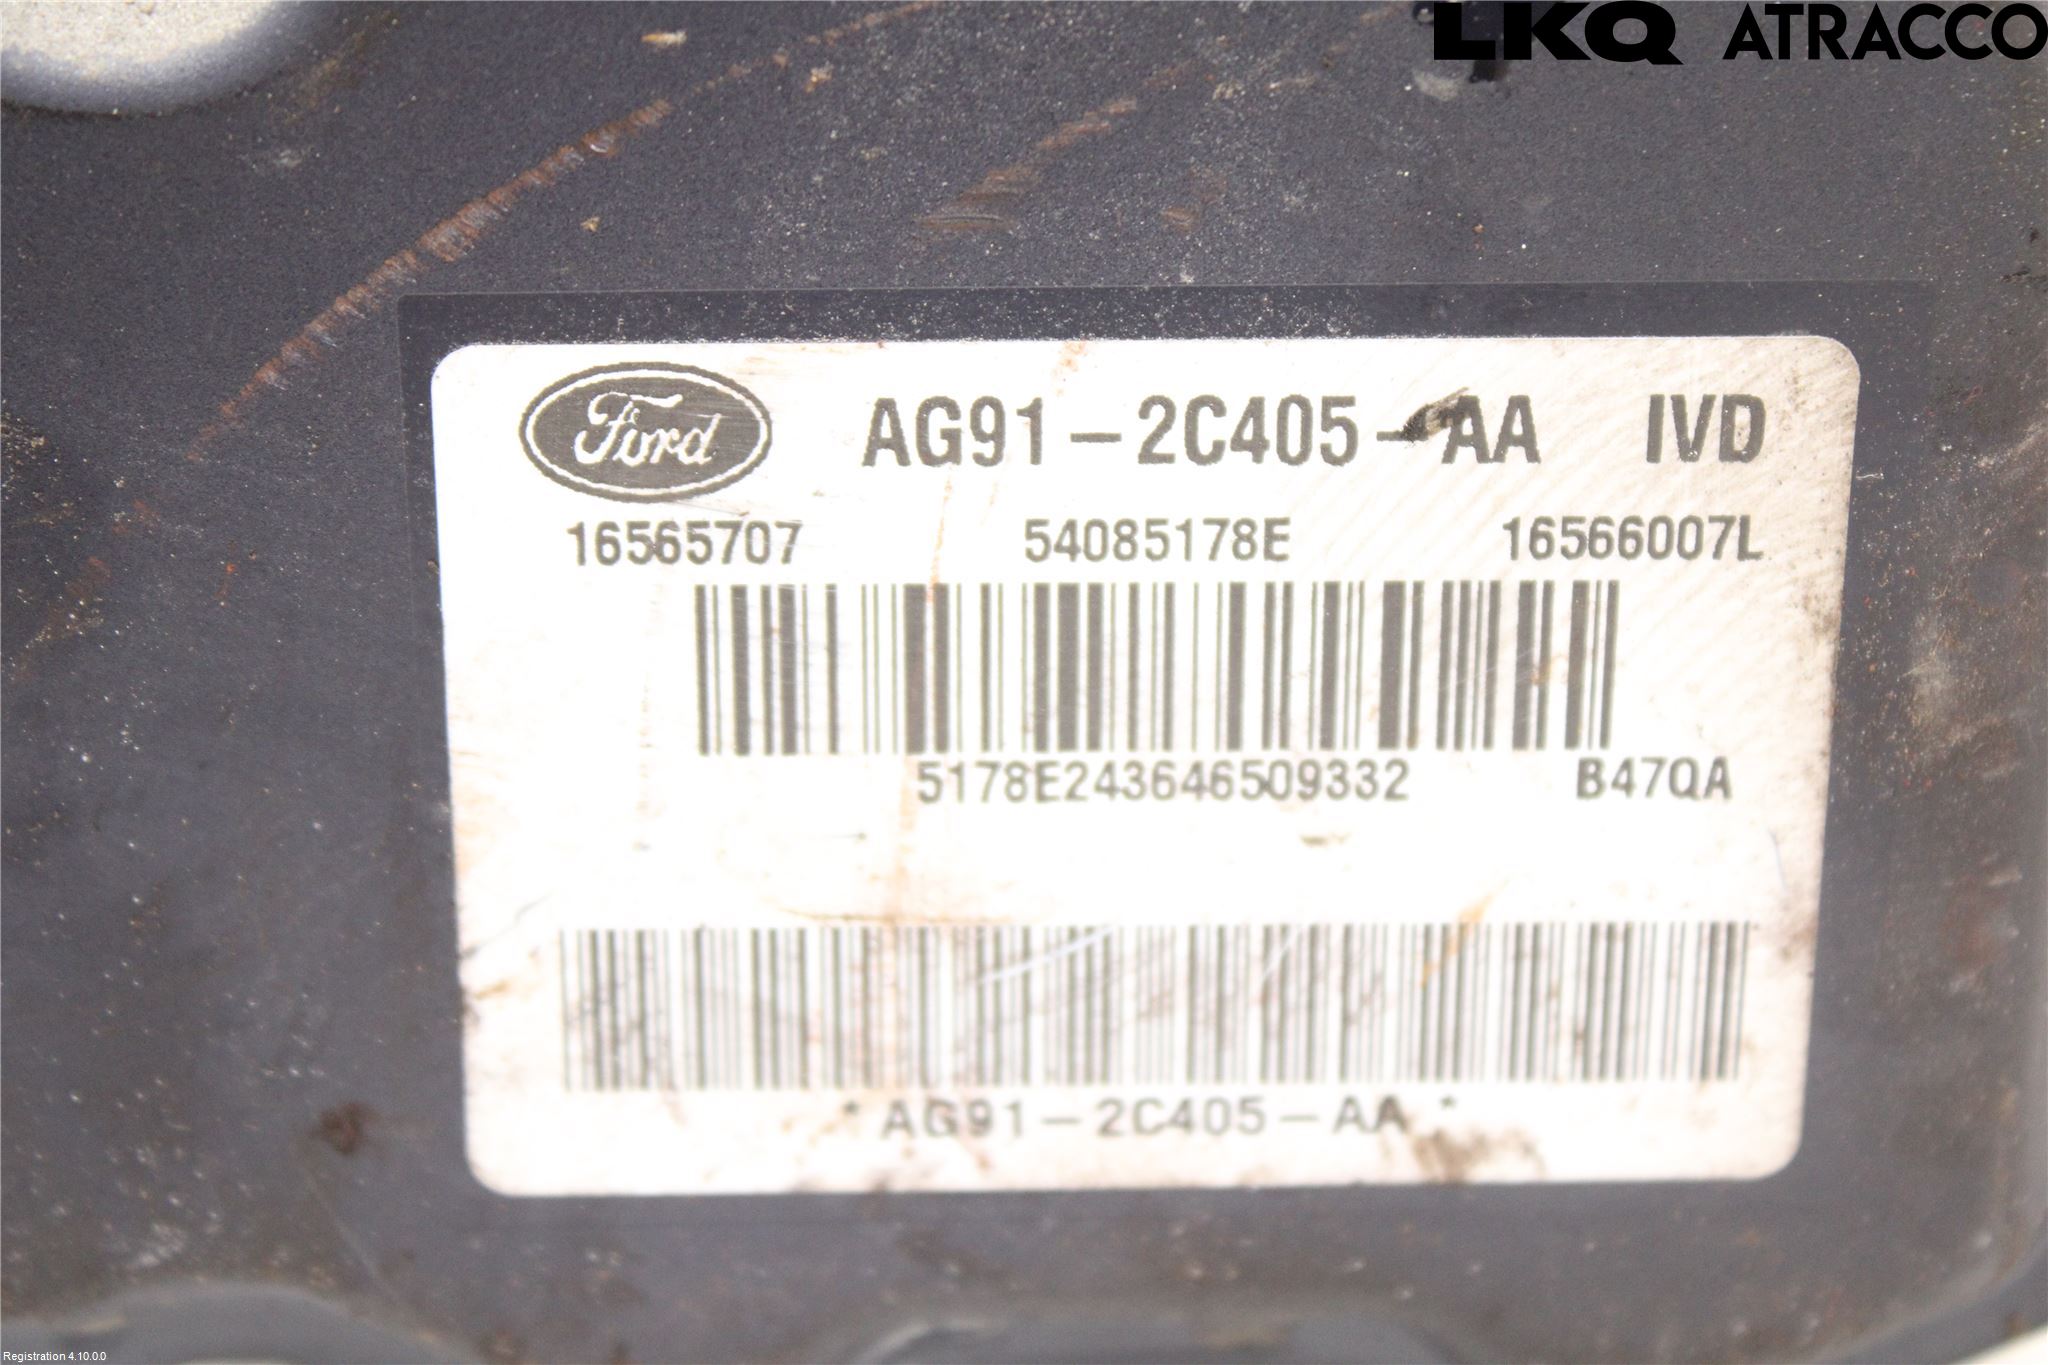 LKQ ATRACCO
Ford AG91-2C405-AA IVD
16565707 54085178E 16566007L
5178E243646509332 B47QA
*AG91-2C405-AA*
Registration 4.10.0.0